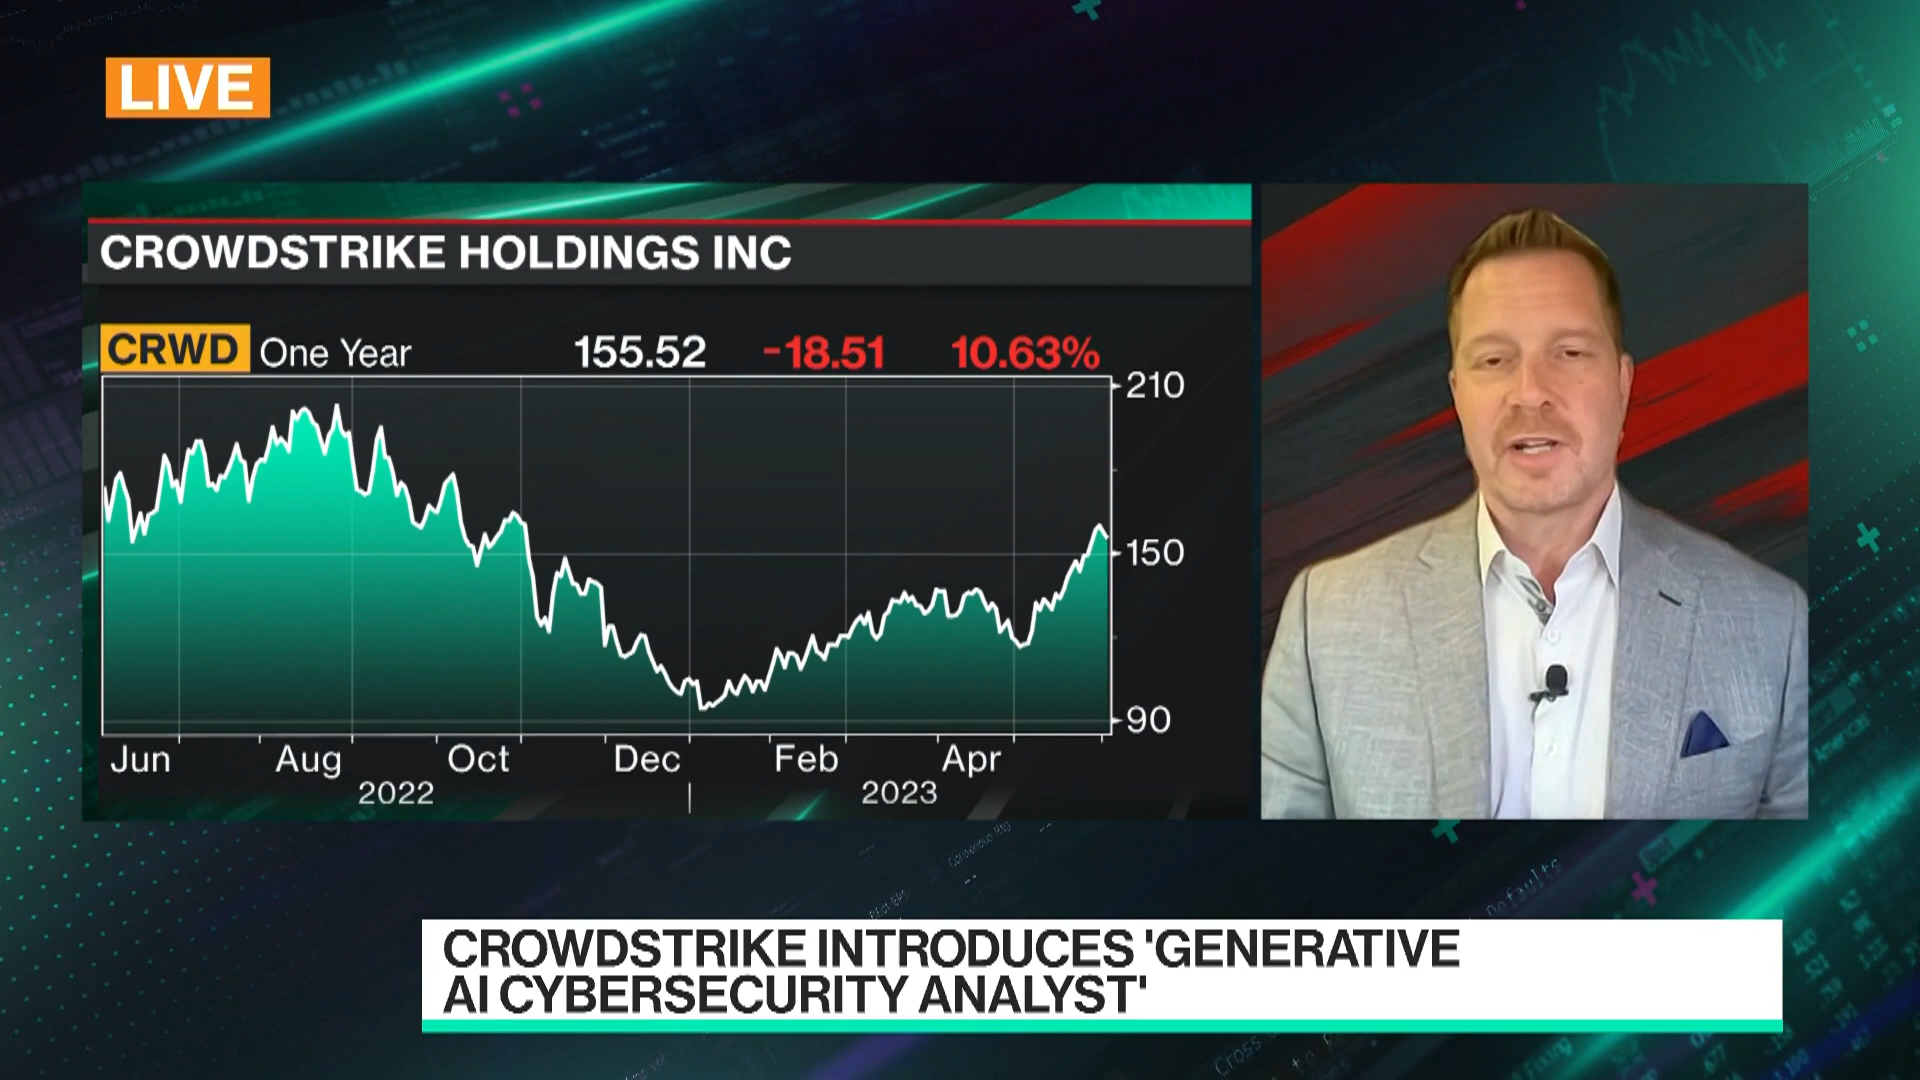 LIVE
CROWDSTRIKE HOLDINGS INC
CRWD One Year 155.52 -18.51 10.63%
210
150
90
Jun Aug Oct Dec Feb Apr
2022 2023
CROWDSTRIKE INTRODUCES 'GENERATIVE
AI CYBERSECURITY ANALYST'